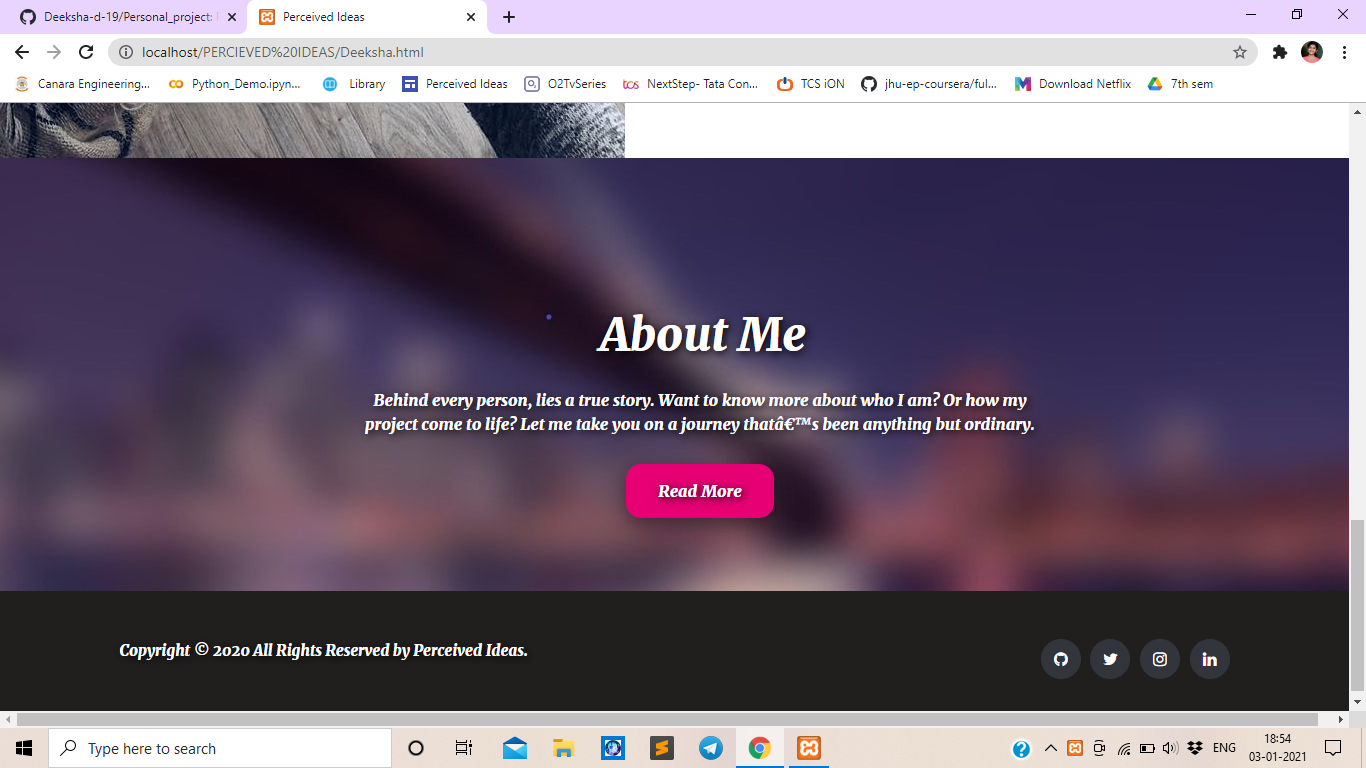 Deeksha-d-19/Personal_project:
Perceived Ideas
localhost/PERCIEVED%20IDEAS/Deeksha.html
Canara Engineering...
Python_Demo.ipyn...
Library
Perceived Ideas
O2TvSeries
NextStep- Tata Con...
TCS iON
jhu-ep-coursera/ful...
Download Netflix
7th sem
About Me
Behind every person, lies a true story. Want to know more about who I am? Or how my
project come to life? Let me take you on a journey thatâ€™s been anything but ordinary.
Read More
Copyright © 2020 All Rights Reserved by Perceived Ideas.
Type here to search
ENG
18:54
03-01-2021